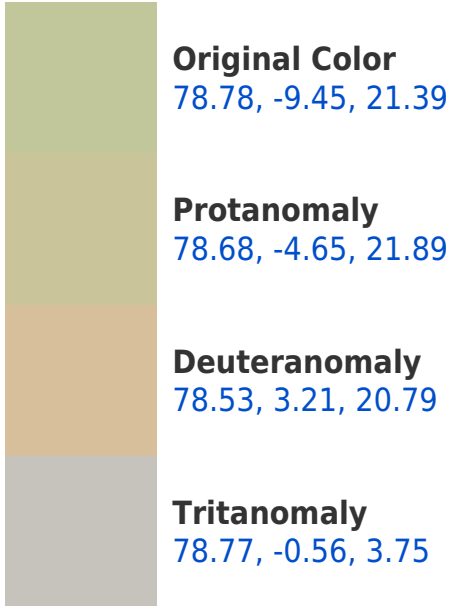 Original Color
78.78, -9.45, 21.39
Protanomaly
78.68, -4.65, 21.89
Deuteranomaly
78.53, 3.21, 20.79
Tritanomaly
78.77, -0.56, 3.75